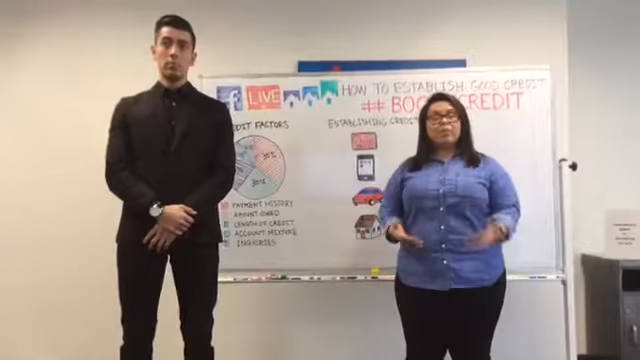 f LIVE HOW TO ESTABLISH GOOD CREDIT
CREDIT
EDIT FACTORS
ESTABLISHING CREDIT
35%
30%
PAYMENT HISTORY
AMOUNT OWED
LENGTH OF CREDIT
ACCOUNT MIXTURE
INQUIRIES